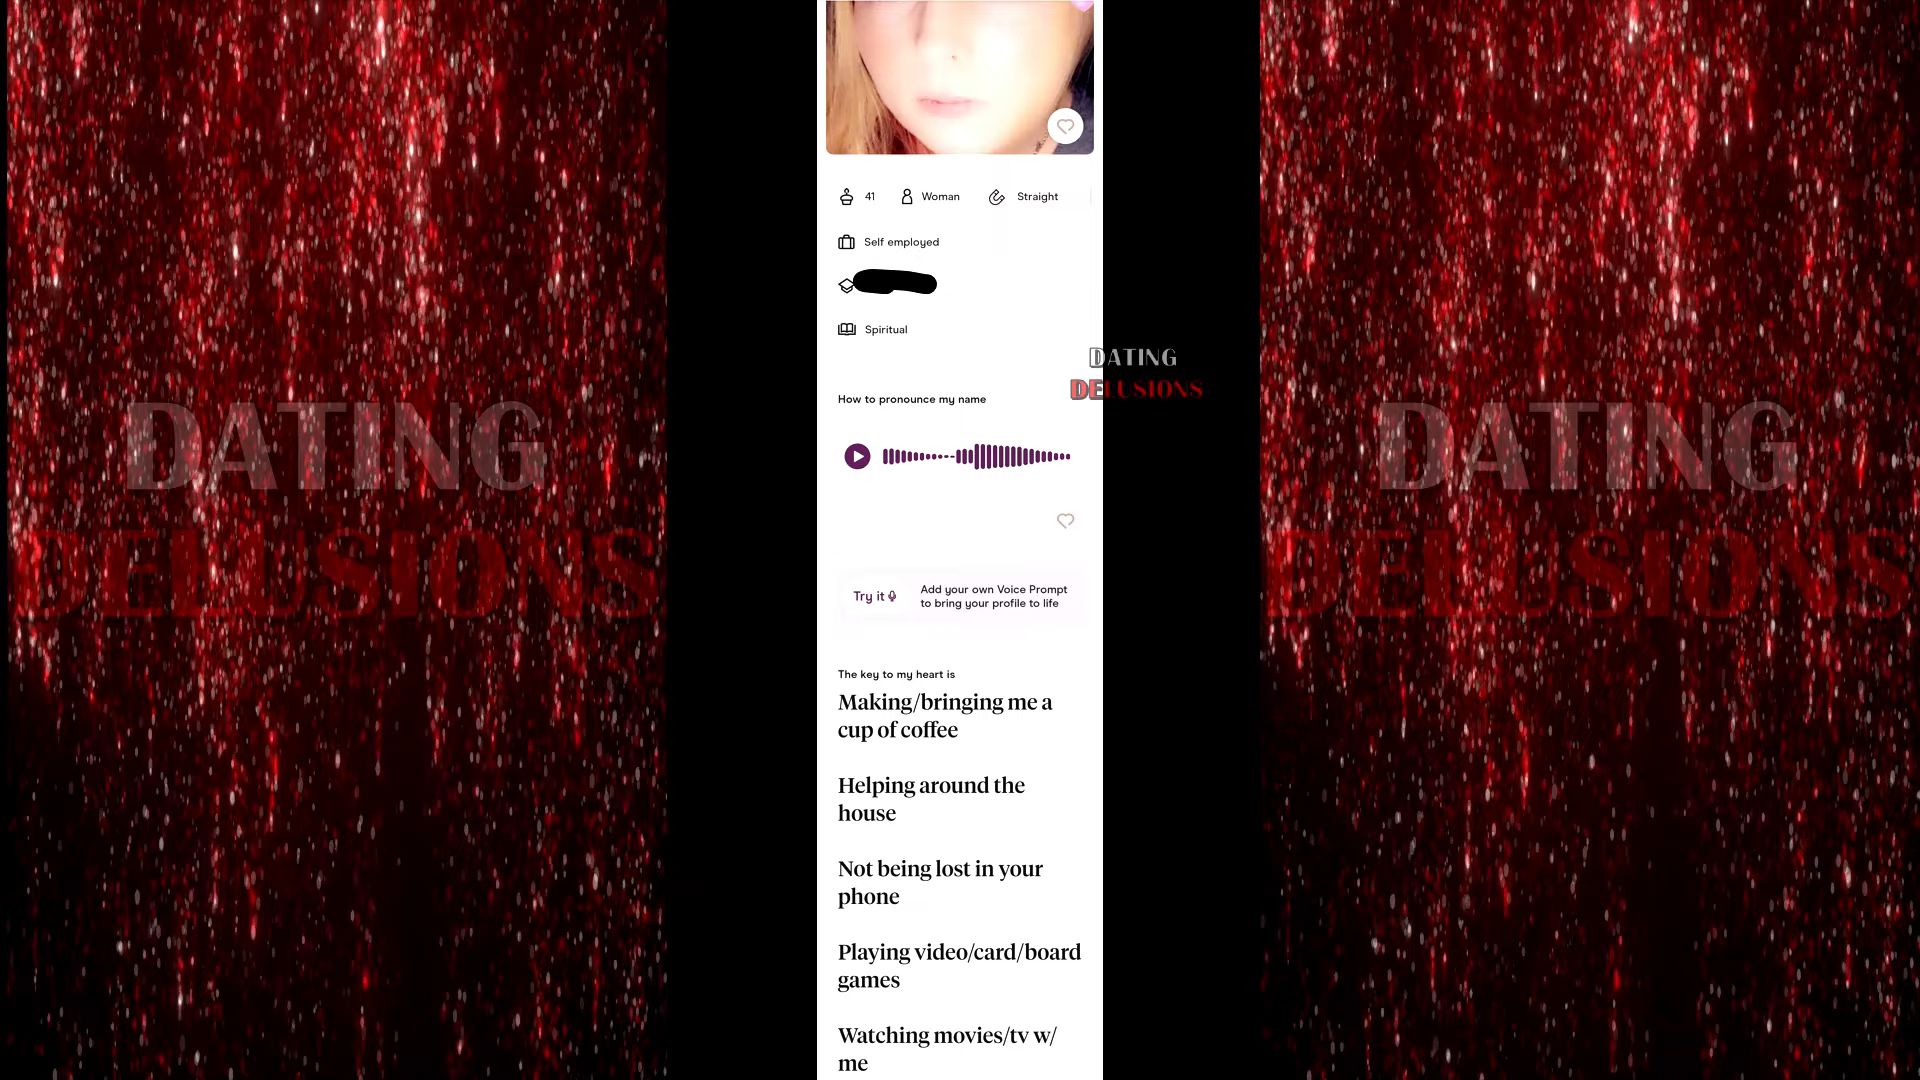 41 Woman Straight
Self employed
Spiritual
DATING
DELUSIONS
How to pronounce my name
DATING
DELUSIONS
DATING
DELUSIONS
Try it
Add your own Voice Prompt
to bring your profile to life
The key to my heart is
Making/bringing me a
cup of coffee
Helping around the
house
Not being lost in your
phone
Playing video/card/board
games
Watching movies/tv w/
me